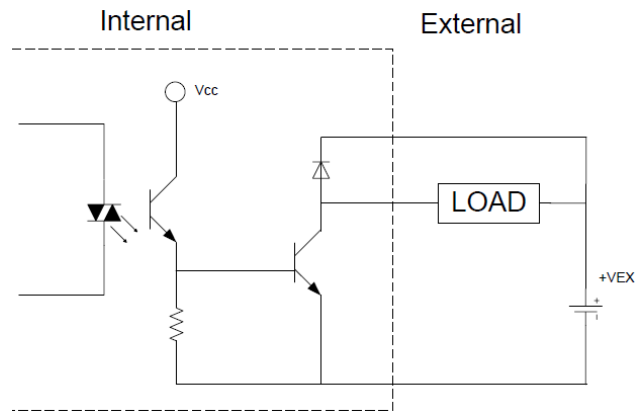 Internal
External
Vcc
LOAD
+VEX
+
-